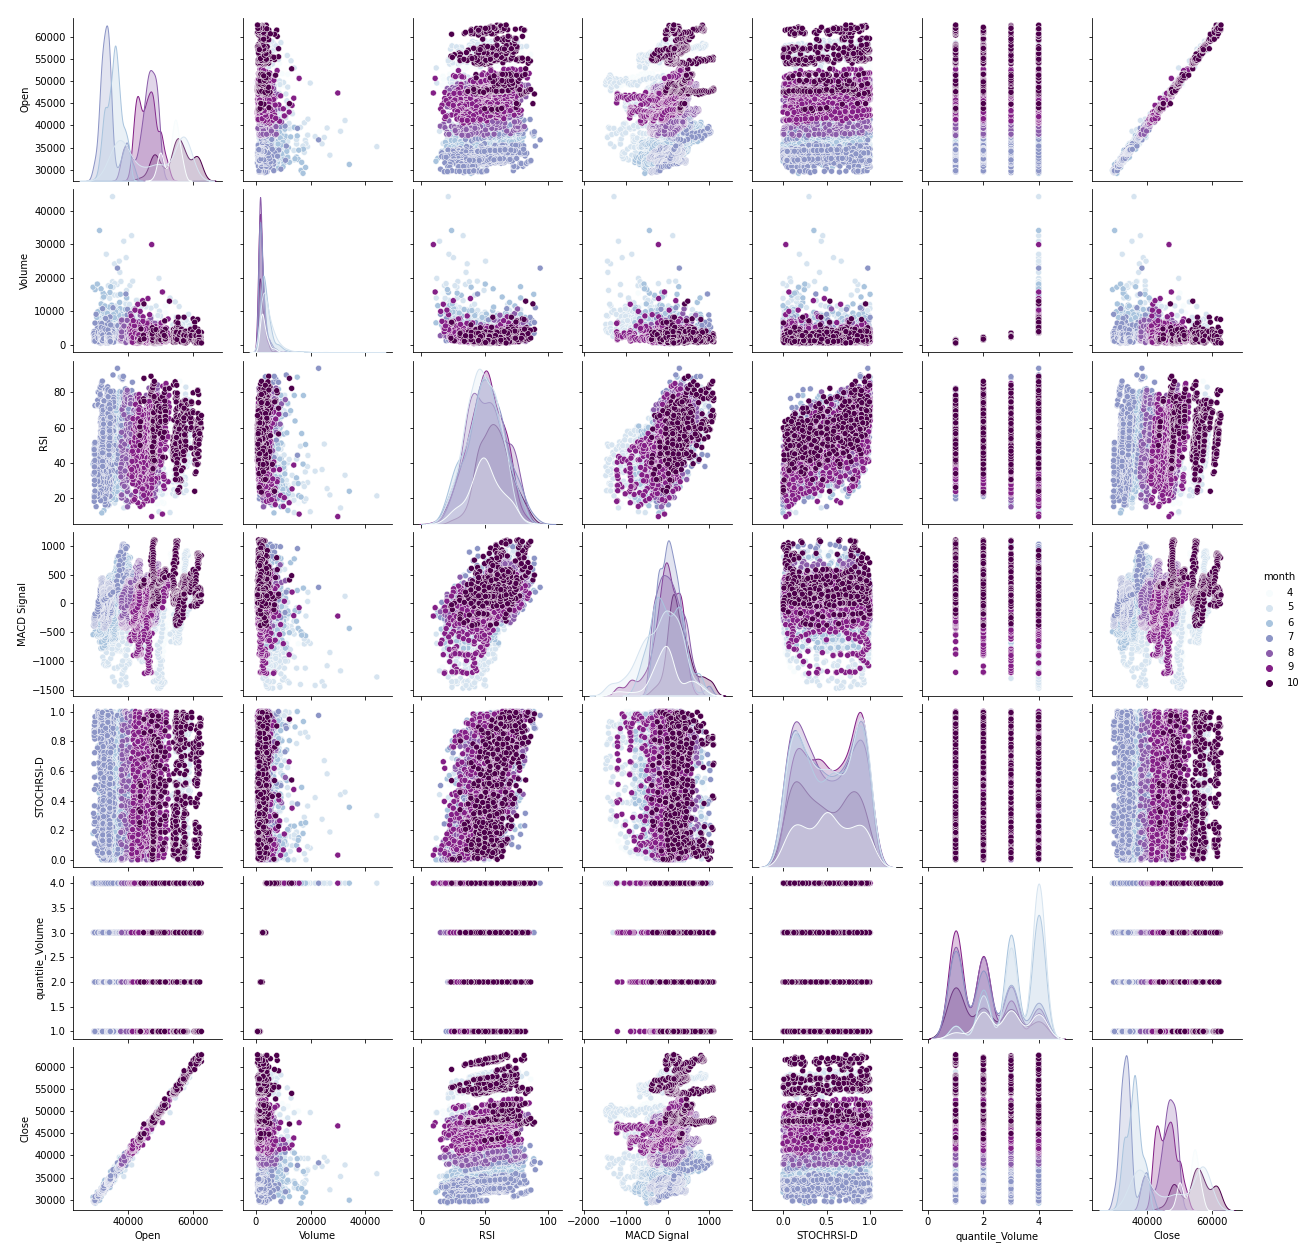 60000
55000
50000
45000
40000
35000
30000
Open
40000
30000
20000
10000
0
Volume
80
60
40
20
RSI
1000
500
0
−500
−1000
−1500
MACD Signal
1.0
0.8
0.6
0.4
0.2
0.0
STOCHRSI-D
4.0
3.5
3.0
2.5
2.0
1.5
1.0
quantile_Volume
60000
55000
50000
45000
40000
35000
30000
Close
40000 60000
Open
0 20000 40000
Volume
0 50 100
RSI
−2000 −1000 0 1000
MACD Signal
0.0 0.5 1.0
STOCHRSI-D
0 2 4
quantile_Volume
40000 60000
Close
month
4
5
6
7
8
9
10